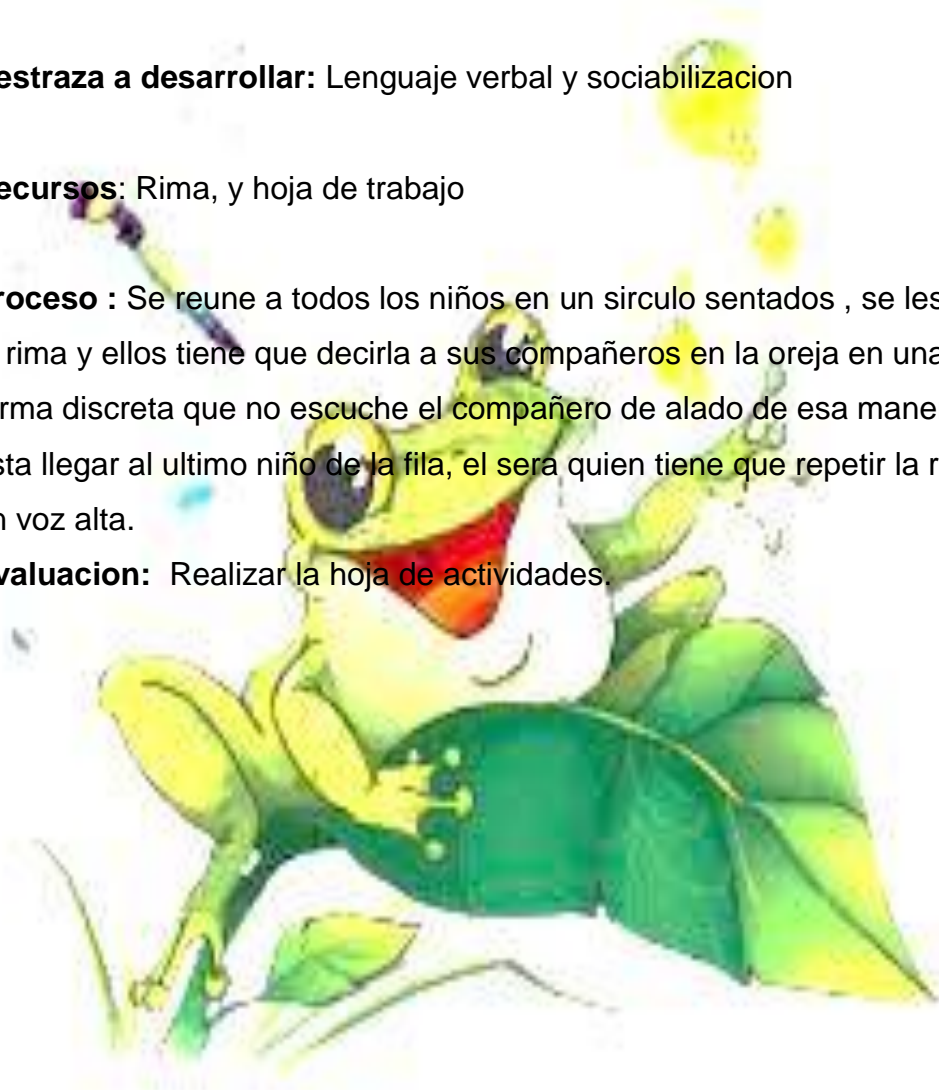 estraza a desarrollar: Lenguaje verbal y sociabilizacion
ecursos: Rima, y hoja de trabajo
roceso : Se reune a todos los niños en un sirculo sentados , se les
rima y ellos tiene que decirla a sus compañeros en la oreja en una
rma discreta que no escuche el compañero de alado de esa mane
sta llegar al ultimo niño de la fila, el sera quien tiene que repetir la r
n voz alta.
valuacion: Realizar la hoja de actividades.